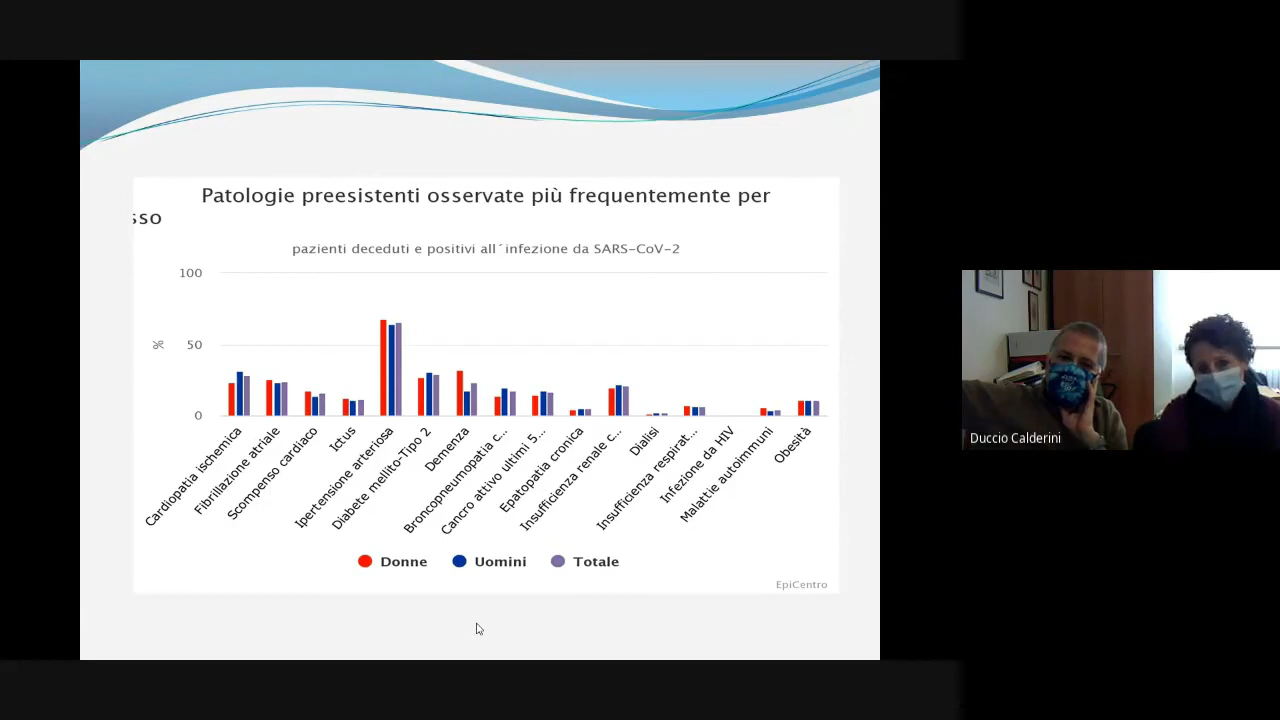 Patologie preesistenti osservate più frequentemente per
sso
pazienti deceduti e positivi all´infezione da SARS-CoV-2
100
%
50
0
Cardiopatia ischemica
Fibrillazione atriale
Scompenso cardiaco
Ictus
Ipertensione arteriosa
Diabete mellito-Tipo 2
Demenza
Broncopneumopatia c...
Cancro attivo ultimi 5...
Epatopatia cronica
Insufficienza renale c...
Dialisi
Insufficienza respirat...
Infezione da HIV
Malattie autoimmuni
Obesità
Donne Uomini Totale
EpiCentro
Duccio Calderini